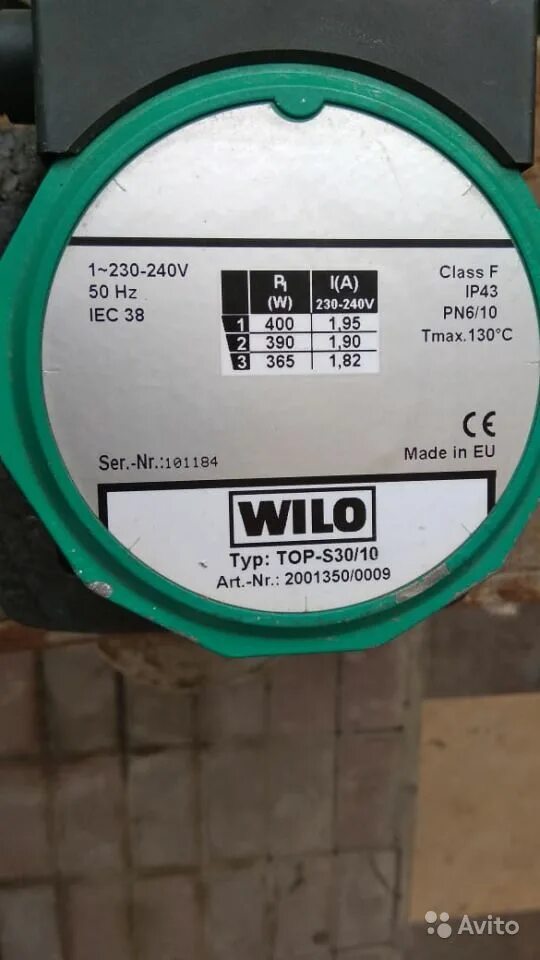 1~230-240V
50 Hz
IEC 38
P₁ I(A)
(W) 230-240V
1 400 1,95
2 390 1,90
3 365 1,82
Class F
IP43
PN6/10
Tmax.130°C
CE
Ser.-Nr.:101184
Made in EU
WILO
Typ: TOP-S30/10
Art.-Nr.: 2001350/0009
Avito